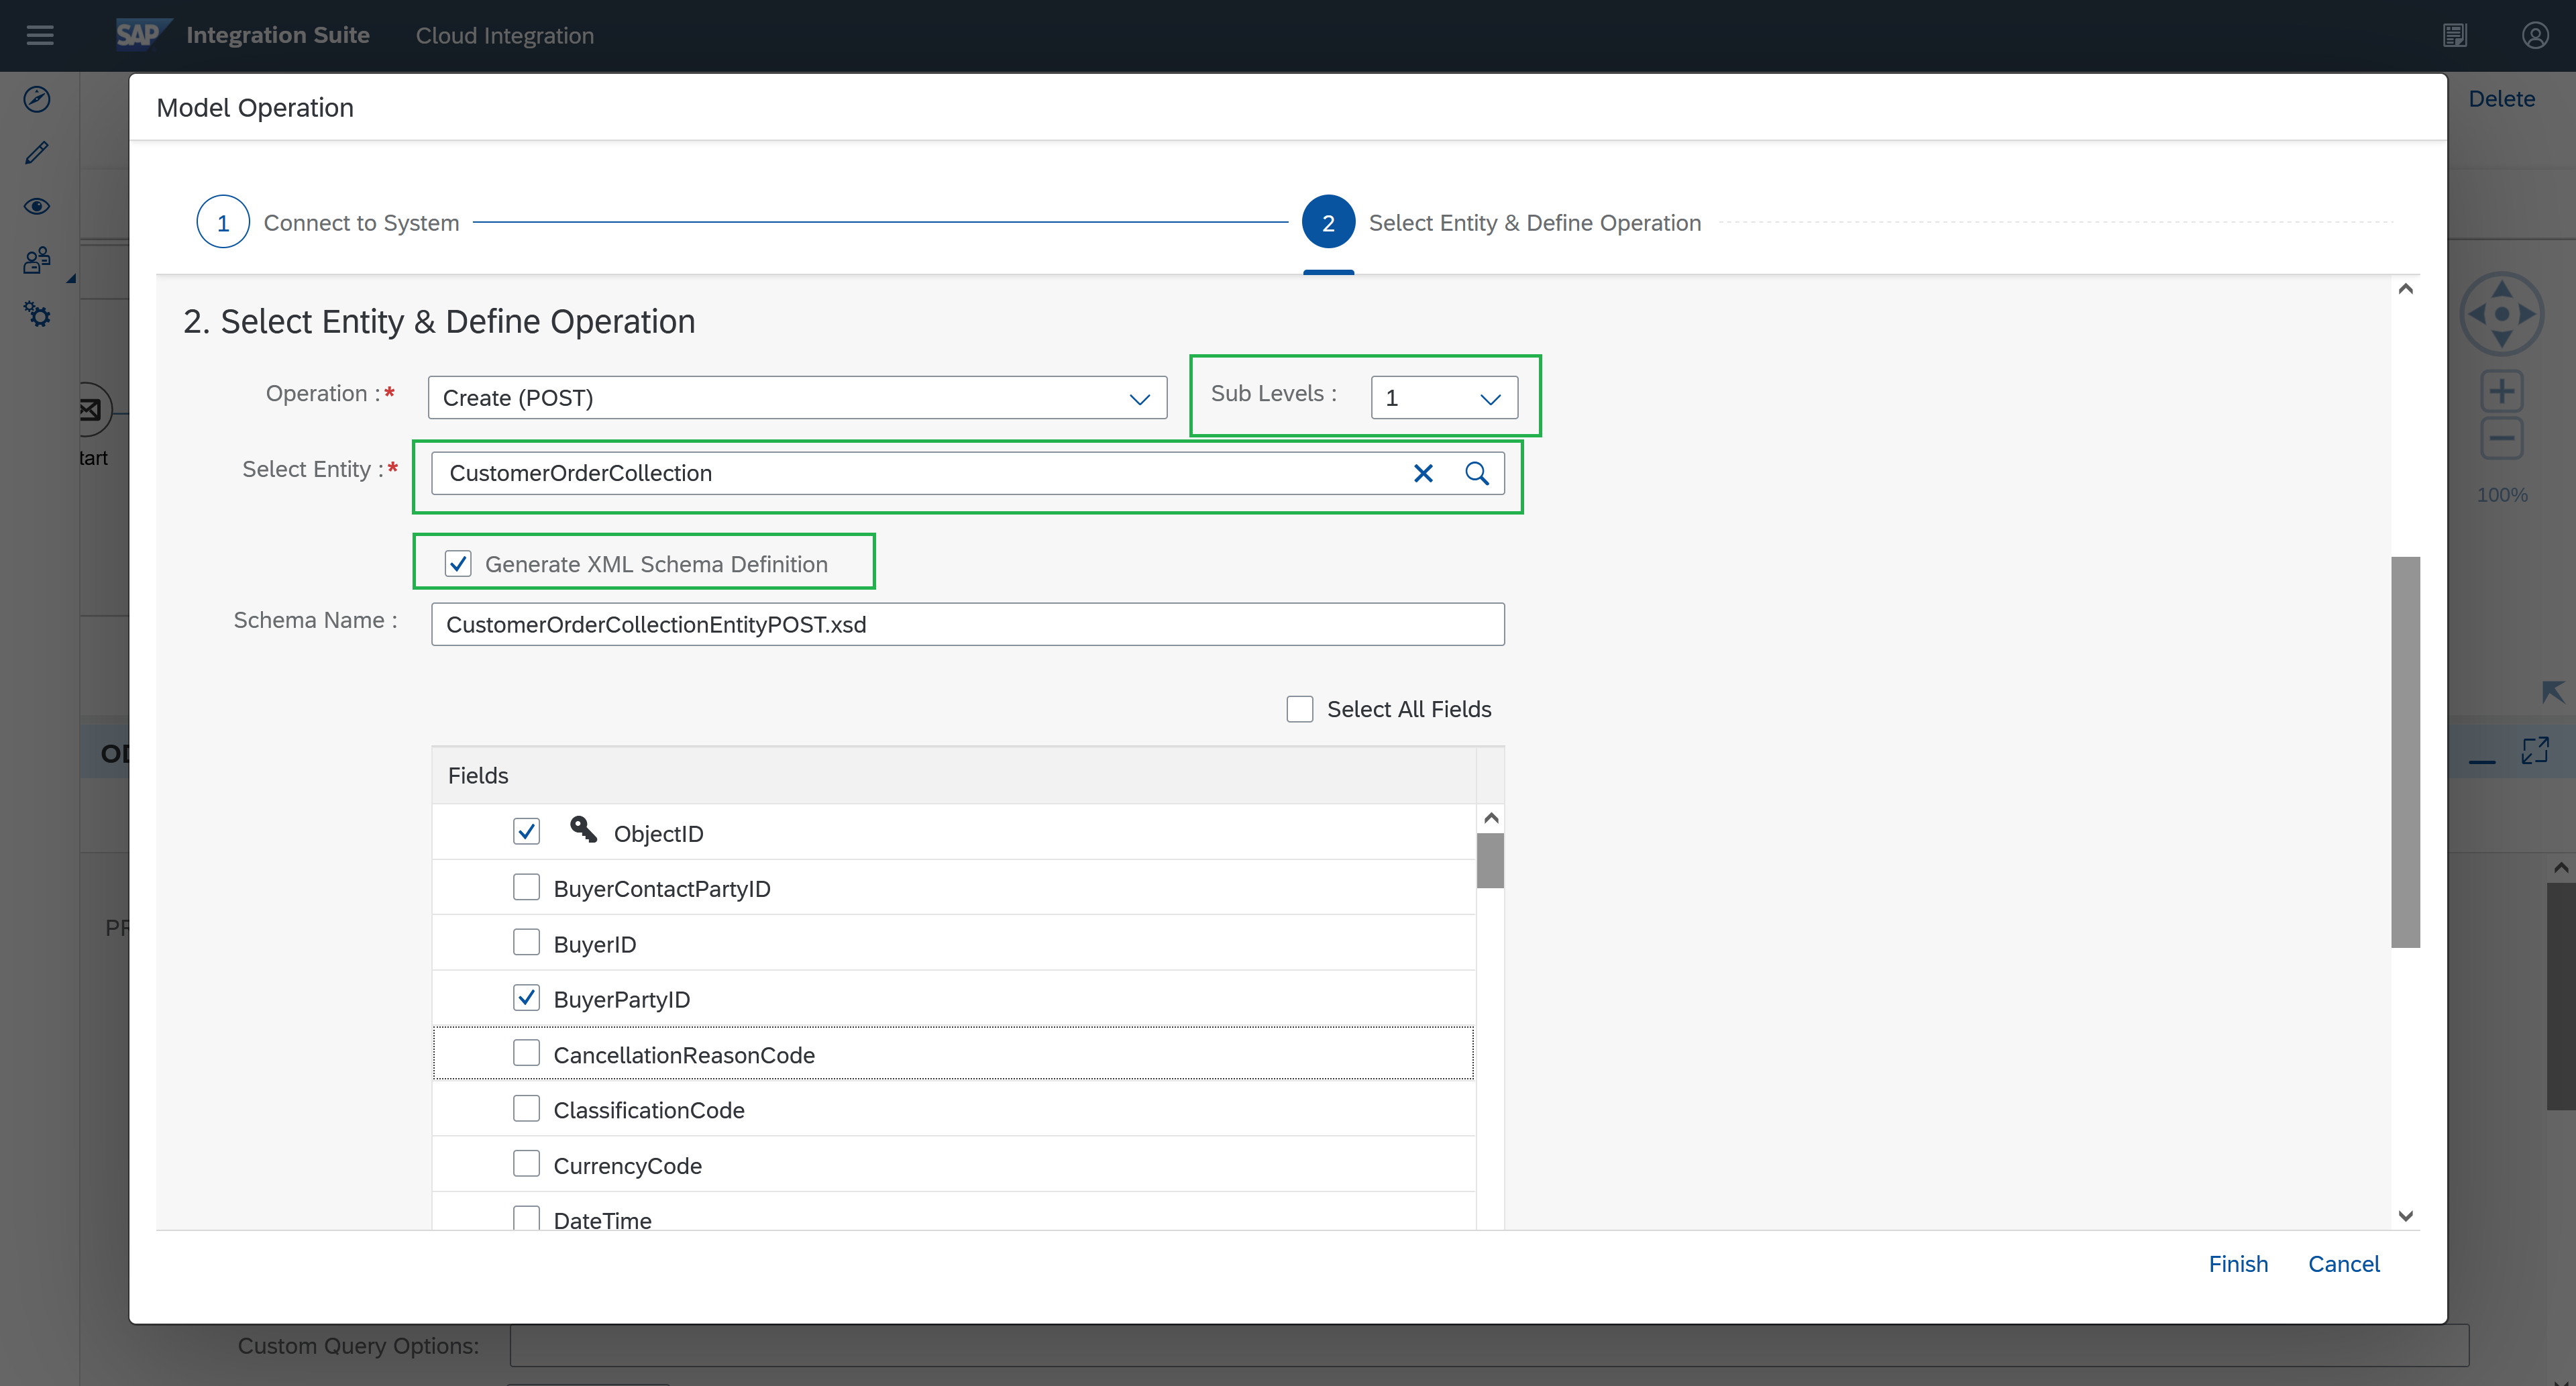 SAP Integration Suite Cloud Integration
Delete
Model Operation
1 Connect to System 2 Select Entity & Define Operation
2. Select Entity & Define Operation
Operation :* Create (POST) Sub Levels : 1
tart
Select Entity :* CustomerOrderCollection
100%
Generate XML Schema Definition
Schema Name : CustomerOrderCollectionEntityPOST.xsd
Select All Fields
Fields
ObjectID
BuyerContactPartyID
BuyerID
BuyerPartyID
CancellationReasonCode
ClassificationCode
CurrencyCode
DateTime
Finish Cancel
Custom Query Options: